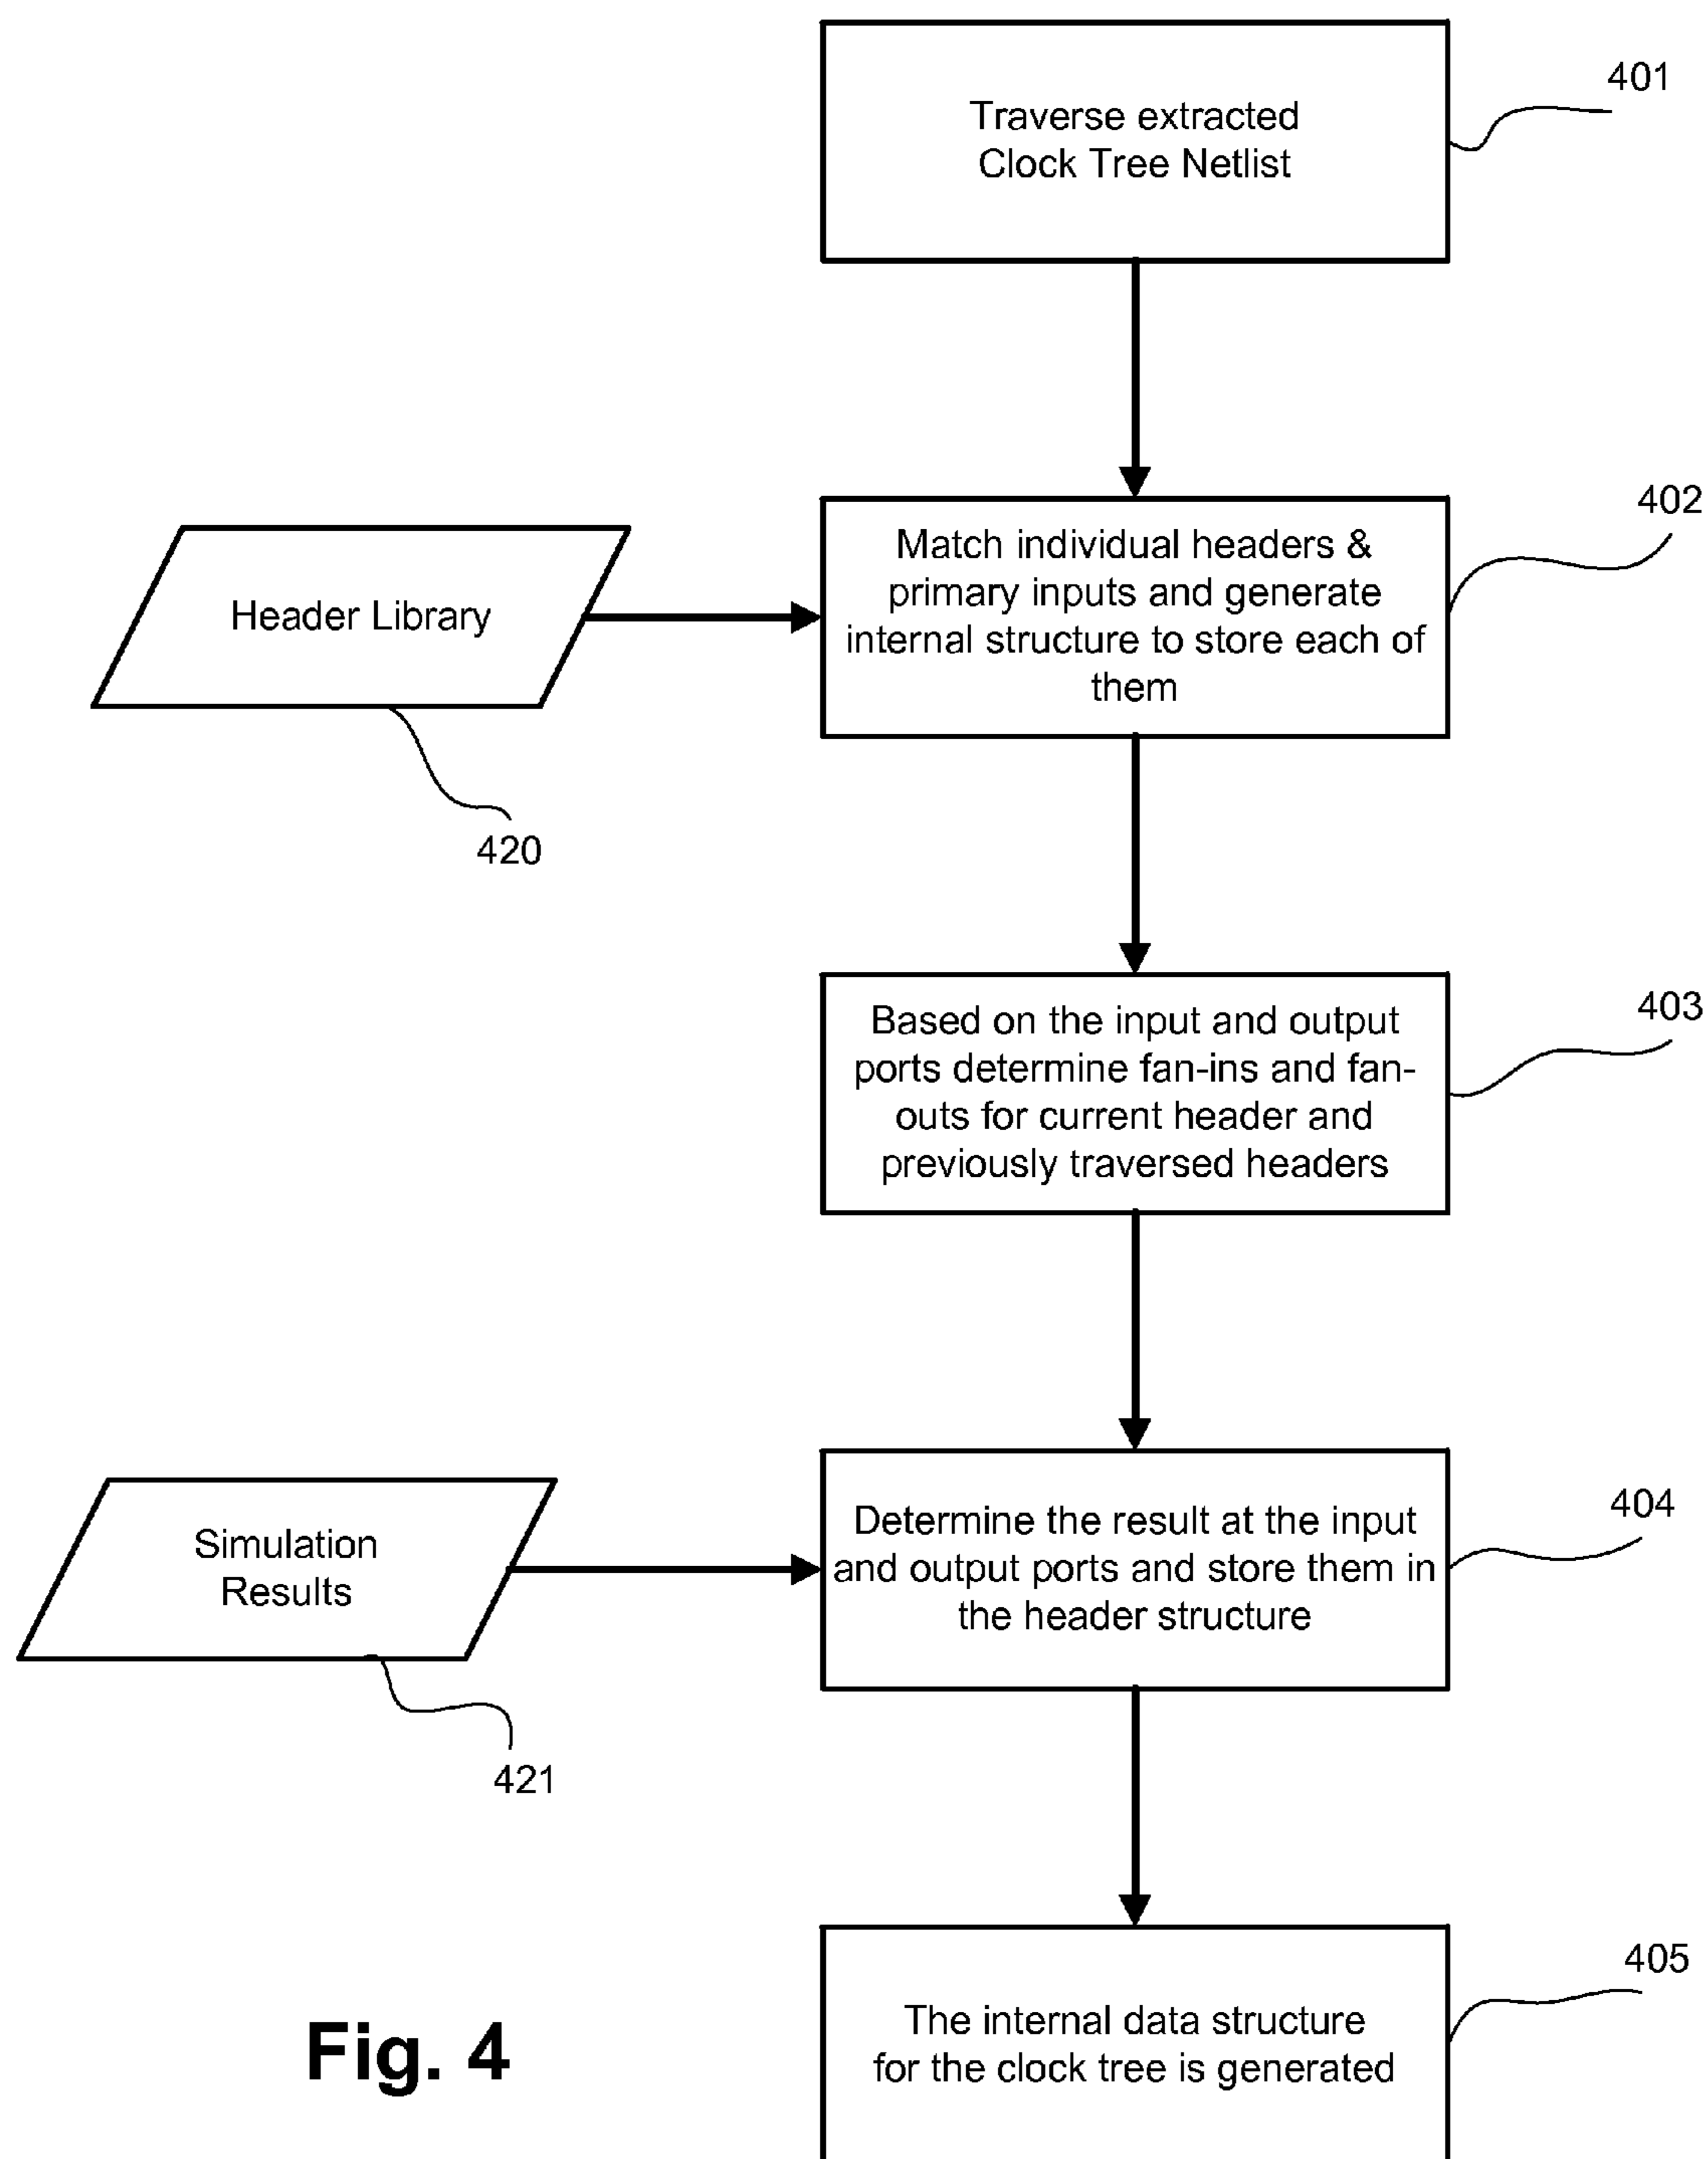 Traverse extracted
Clock Tree Netlist
401
Match individual headers &
primary inputs and generate
internal structure to store each of
them
402
Header Library
420
Based on the input and output
ports determine fan-ins and fan-
outs for current header and
previously traversed headers
403
Determine the result at the input
and output ports and store them in
the header structure
404
Simulation
Results
421
The internal data structure
for the clock tree is generated
405
Fig. 4